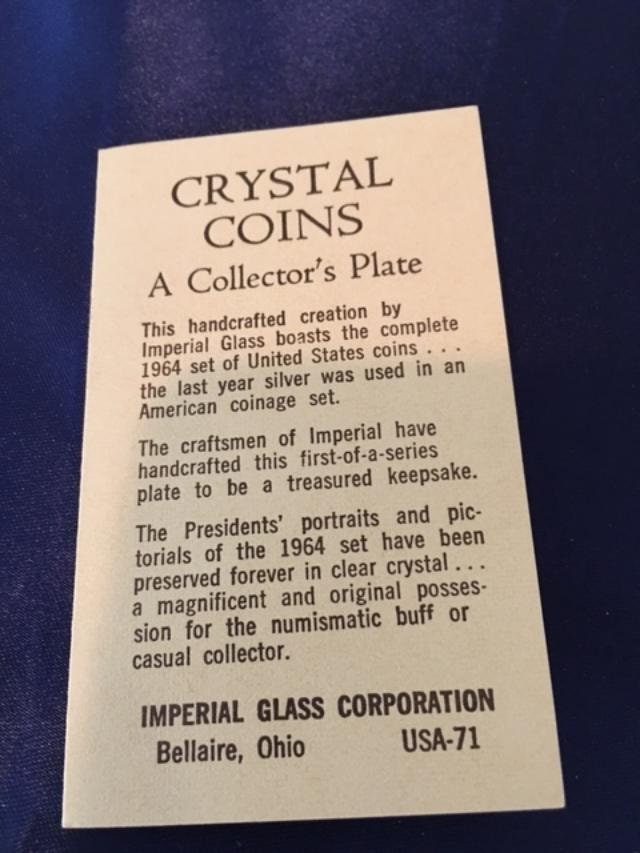 CRYSTAL
COINS
A Collector's Plate
This handcrafted creation by
Imperial Glass boasts the complete
1964 set of United States coins . . .
the last year silver was used in an
American coinage set.
The craftsmen of Imperial have
handcrafted this first-of-a-series
plate to be a treasured keepsake.
The Presidents' portraits and pic-
torials of the 1964 set have been
preserved forever in clear crystal . . .
a magnificent and original posses-
sion for the numismatic buff or
casual collector.
IMPERIAL GLASS CORPORATION
Bellaire, Ohio USA-71